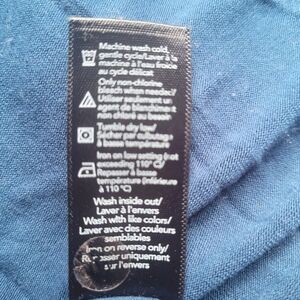 Machine wash cold,
gentle cycle/Laver à la
machine à l'eau froide
au cycle délicat
Only non-chlorine
bleach when needed/
Utiliser seulement un
agent de blanchiment
non chloré
Tumble dry low/
Sécher par culbutage
à basse température
Iron on low setting not
exceeding 110°C/
Repasser à basse
température (inférieure
à 110°C)
Wash inside out/
Laver à l'envers
Wash with like colors/
Laver avec des couleurs
semblables
Iron on reverse only/
Repasser uniquement
sur l'envers